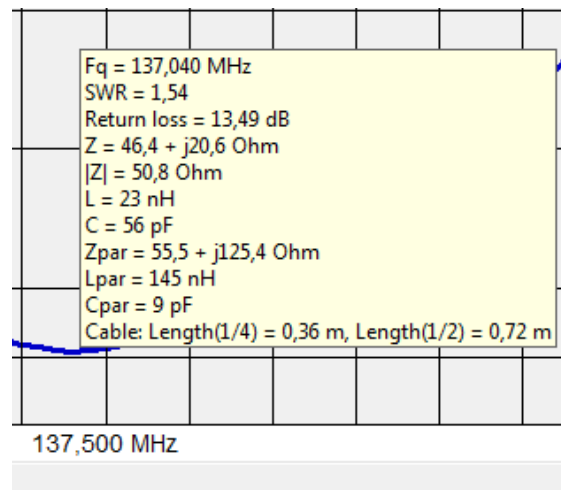 Fq = 137,040 MHz
SWR = 1,54
Return loss = 13,49 dB
Z = 46,4 + j20,6 Ohm
|Z| = 50,8 Ohm
L = 23 nH
C = 56 pF
Zpar = 55,5 + j125,4 Ohm
Lpar = 145 nH
Cpar = 9 pF
Cable: Length(1/4) = 0,36 m, Length(1/2) = 0,72 m
137,500 MHz